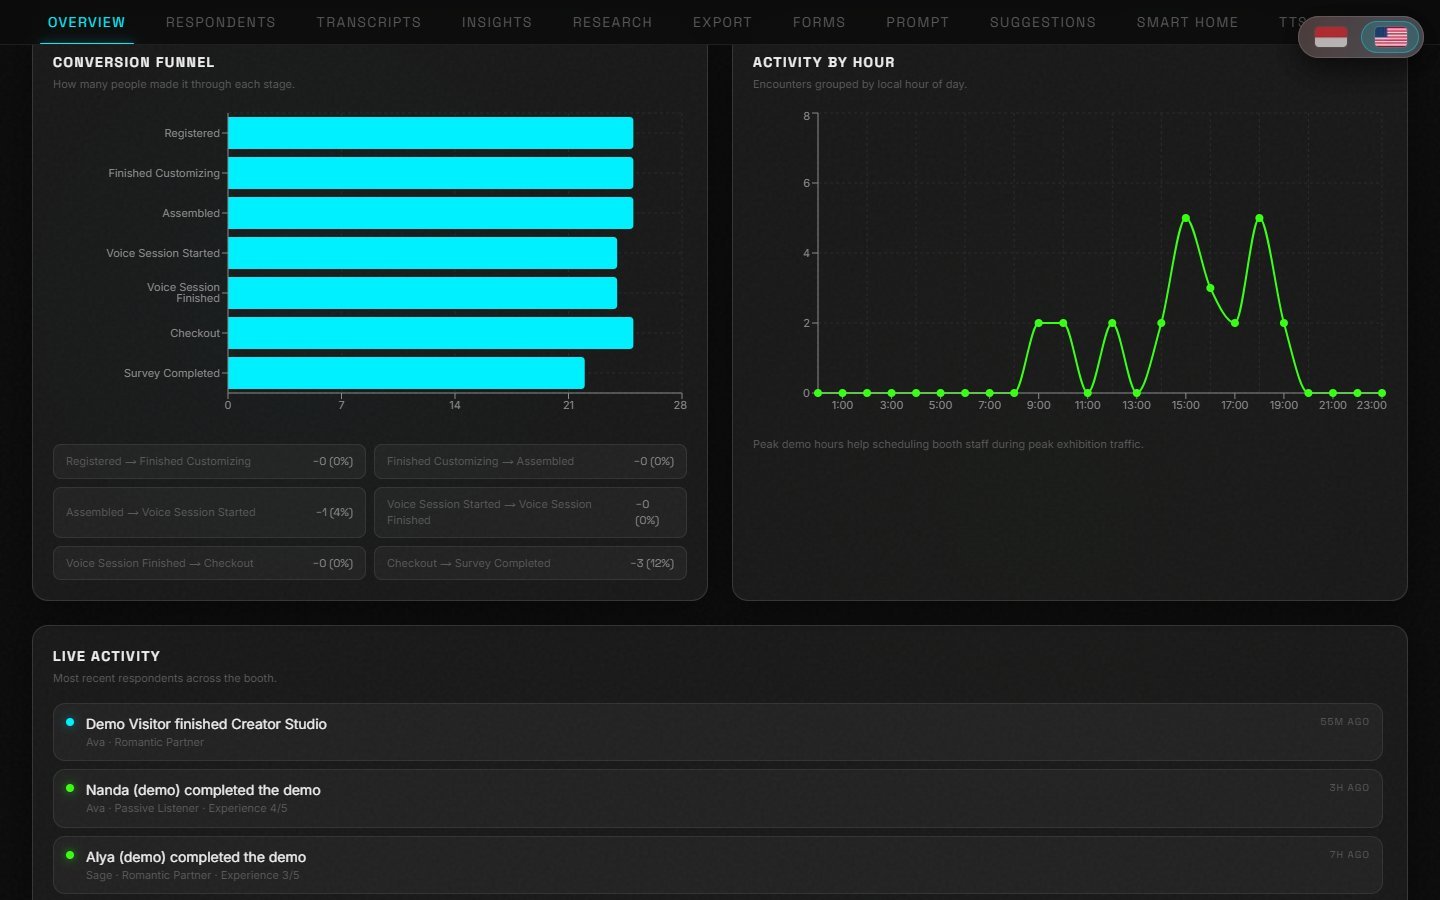 OVERVIEW RESPONDENTS TRANSCRIPTS INSIGHTS RESEARCH EXPORT FORMS PROMPT SUGGESTIONS SMART HOME TTS
CONVERSION FUNNEL
How many people made it through each stage.
Registered
Finished Customizing
Assembled
Voice Session Started
Voice Session
Finished
Checkout
Survey Completed
0 7 14 21 28
Registered → Finished Customizing -0 (0%)
Finished Customizing → Assembled -0 (0%)
Assembled → Voice Session Started -1 (4%)
Voice Session Started → Voice Session
Finished
-0
(0%)
Voice Session Finished → Checkout -0 (0%)
Checkout → Survey Completed -3 (12%)
ACTIVITY BY HOUR
Encounters grouped by local hour of day.
8
6
4
2
0
1:00 3:00 5:00 7:00 9:00 11:00 13:00 15:00 17:00 19:00 21:00 23:00
Peak demo hours help scheduling booth staff during peak exhibition traffic.
LIVE ACTIVITY
Most recent respondents across the booth.
Demo Visitor finished Creator Studio
55M AGO
Ava · Romantic Partner
Nanda (demo) completed the demo
3H AGO
Ava · Passive Listener · Experience 4/5
Alya (demo) completed the demo
7H AGO
Sage · Romantic Partner · Experience 3/5